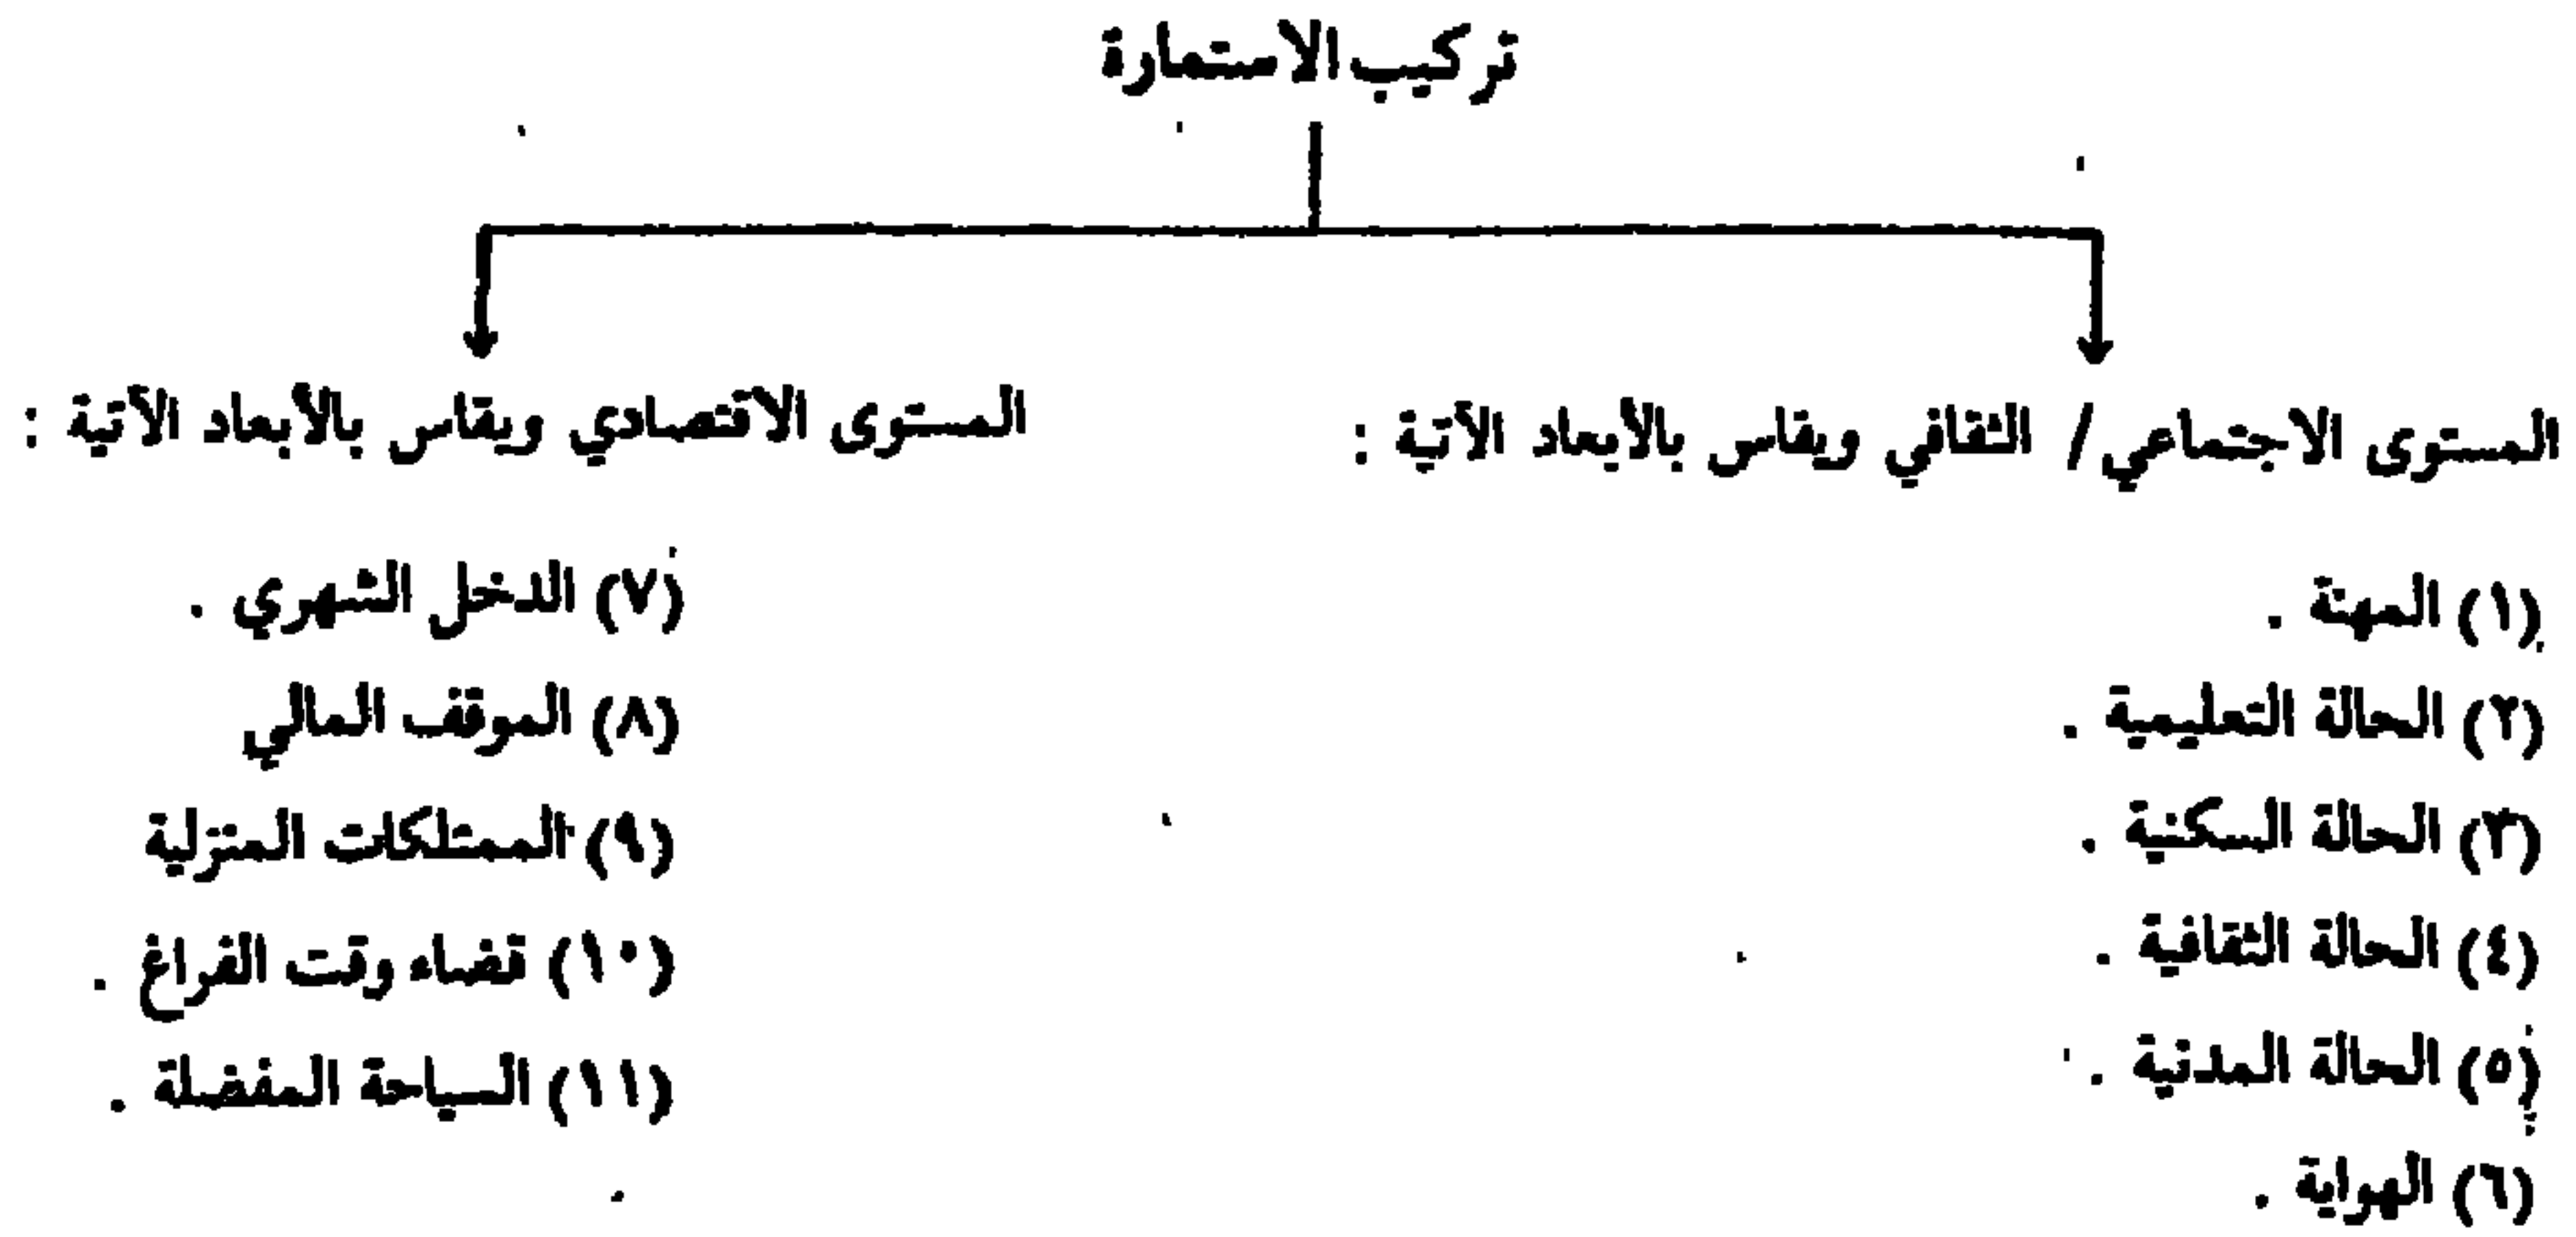 تركيب الاستمارة
المستوى الاجتماعي / الثقافي ويقاس بالأبعاد الآتية :
(١) المهنة .
(٢) الحالة التعليمية .
(٣) الحالة السكنية .
(٤) الحالة الثقافية .
(٥) الحالة المدنية .
(٦) الهواية .
المستوى الاقتصادي ويقاس بالأبعاد الآتية :
(٧) الدخل الشهري .
(٨) الموقف المالي
(٩) الممتلكات المنزلية
(١٠) قضاء وقت الفراغ .
(١١) السياحة المفضلة .